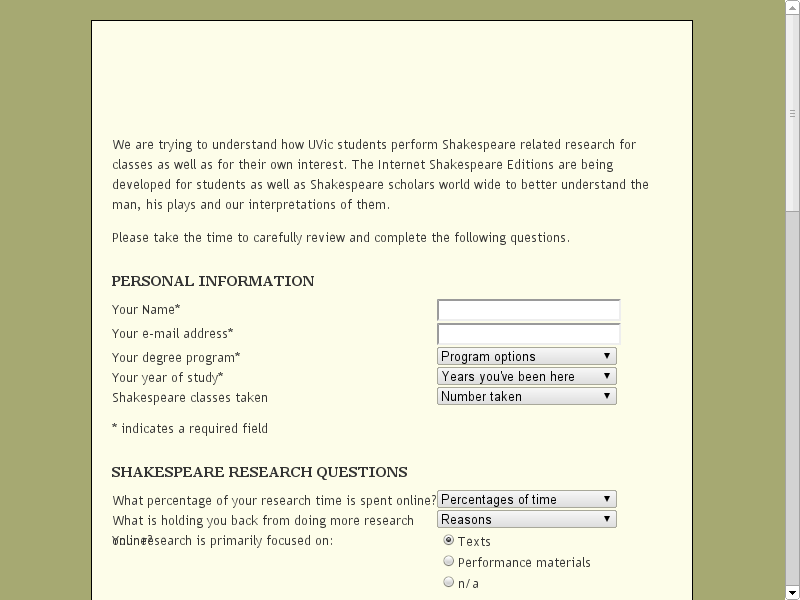 We are trying to understand how UVic students perform Shakespeare related research for
classes as well as for their own interest. The Internet Shakespeare Editions are being
developed for students as well as Shakespeare scholars world wide to better understand the
man, his plays and our interpretations of them.
Please take the time to carefully review and complete the following questions.
PERSONAL INFORMATION
Your Name*
Your e-mail address*
Your degree program* Program options
Your year of study* Years you've been here
Shakespeare classes taken Number taken
* indicates a required field
SHAKESPEARE RESEARCH QUESTIONS
What percentage of your research time is spent online? Percentages of time
What is holding you back from doing more research Reasons
online?
Your research is primarily focused on: Texts
Performance materials
n/a